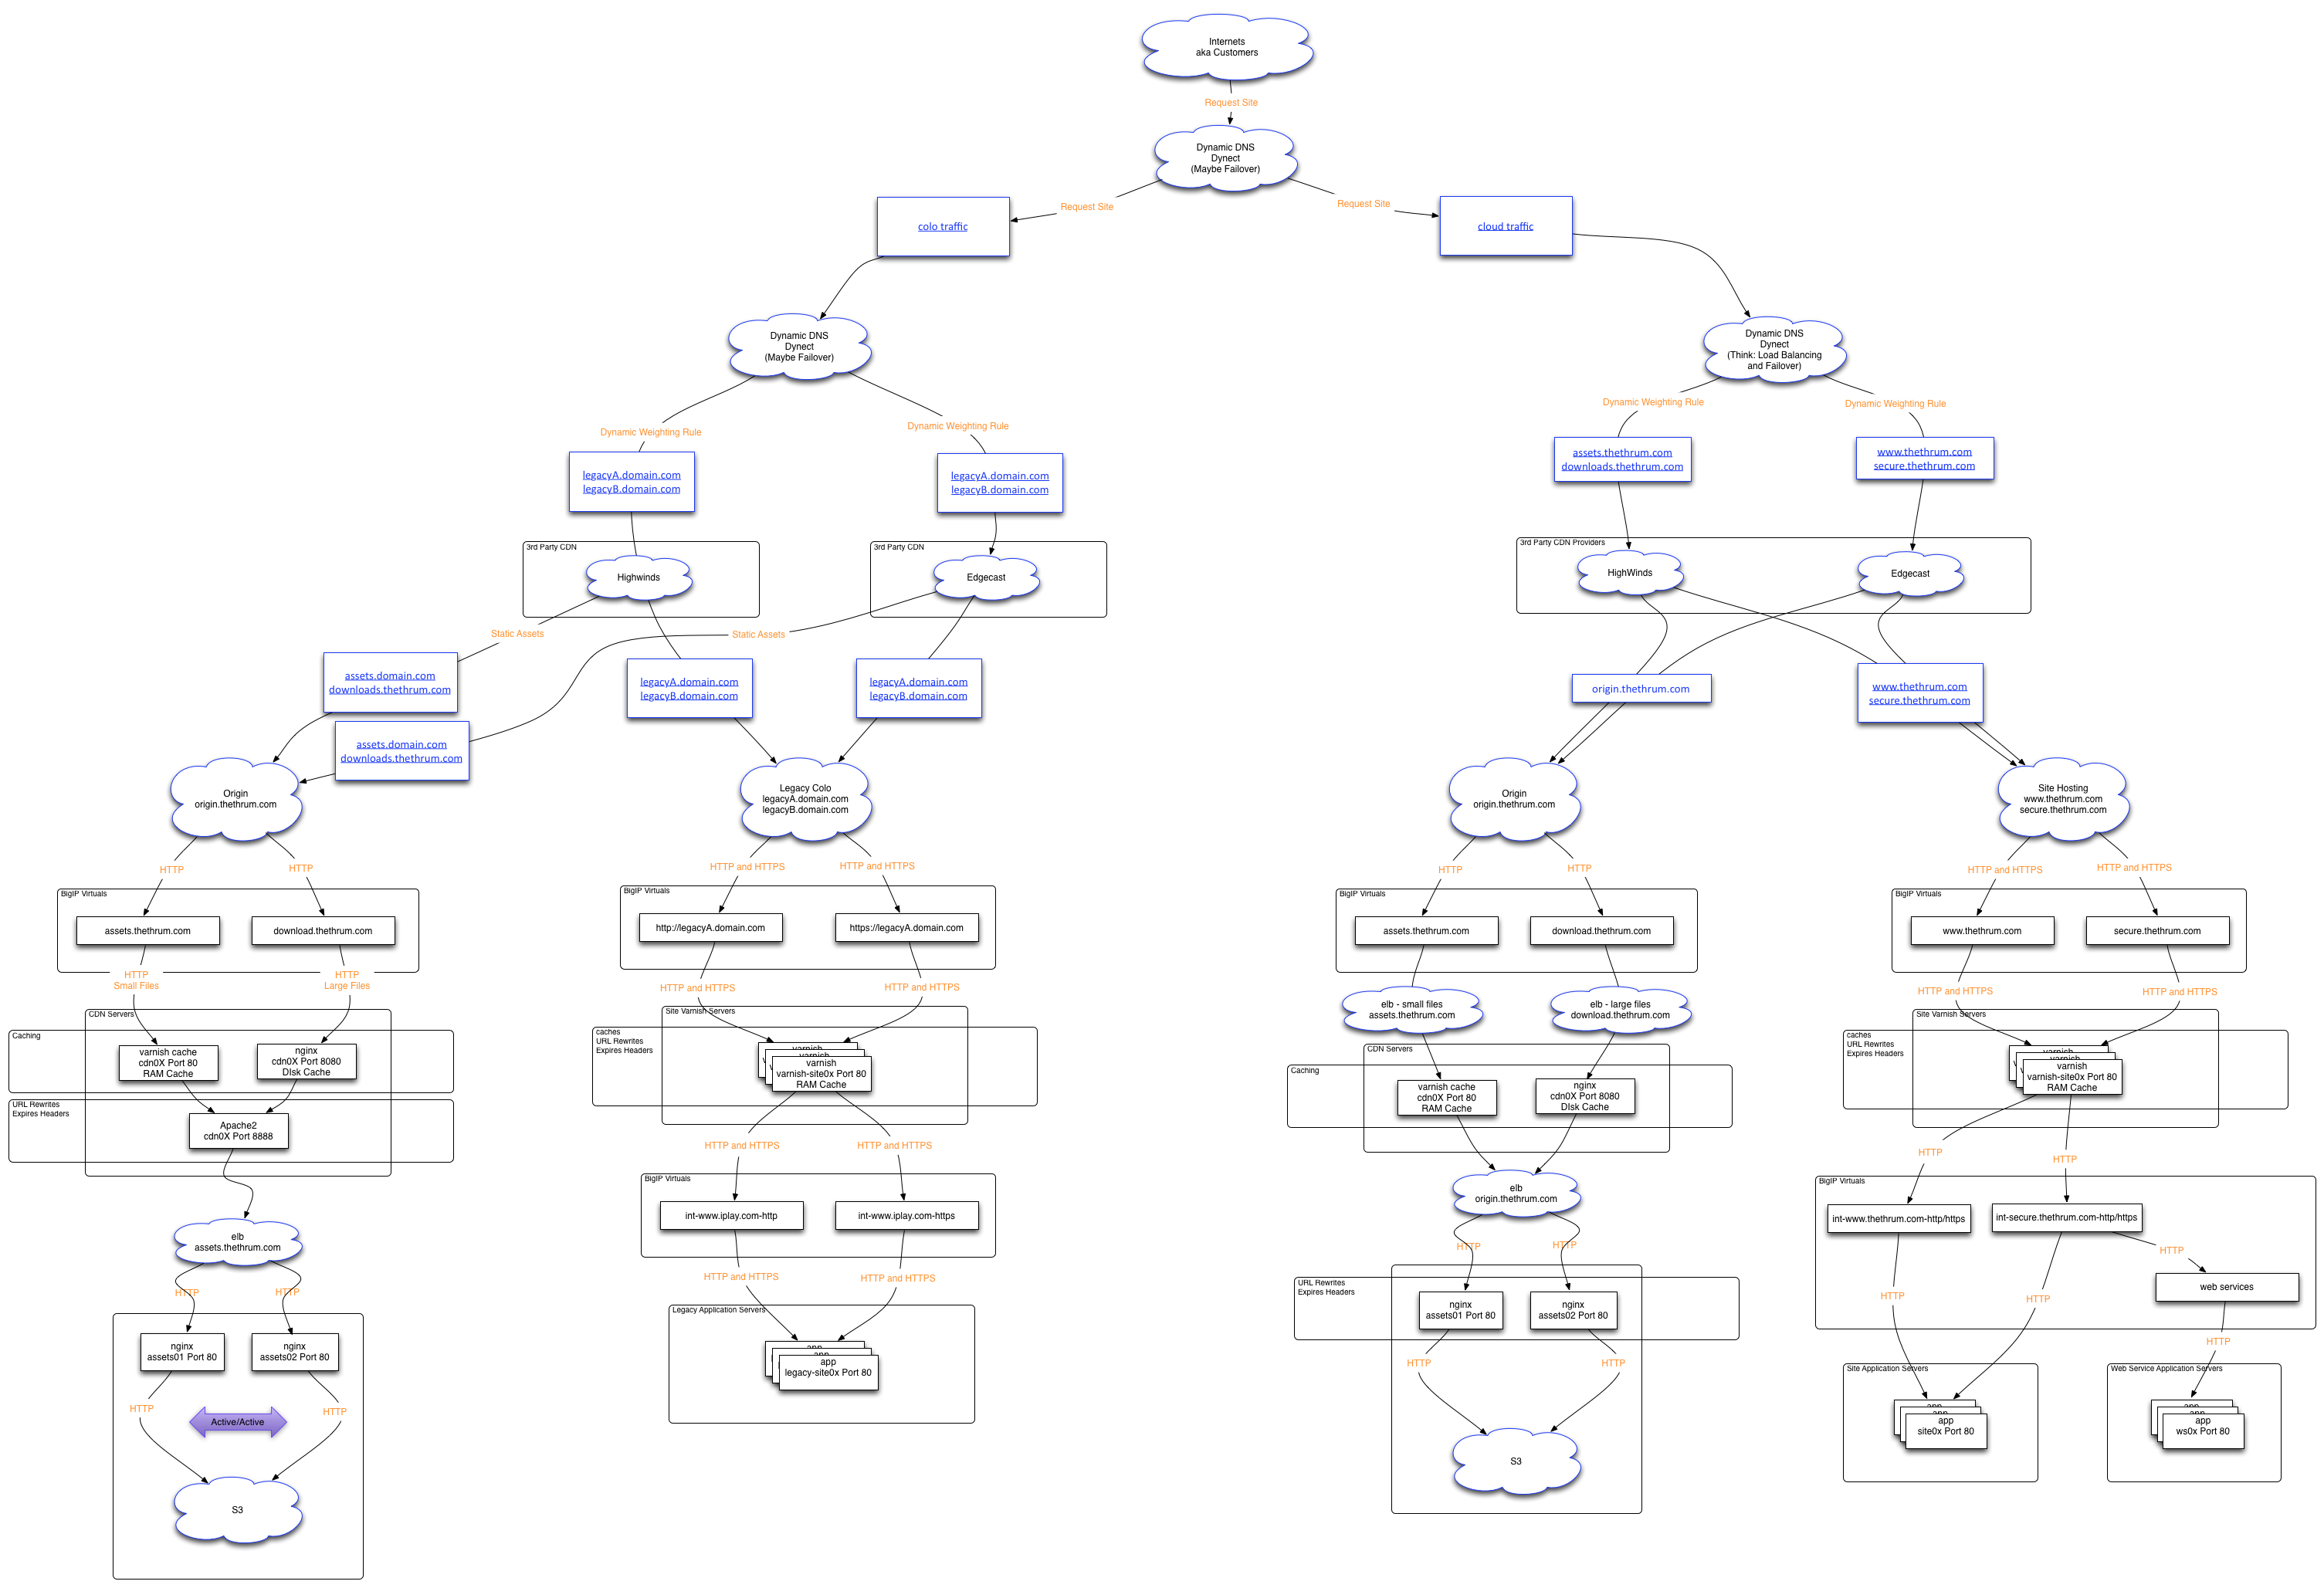 Internets
aka Customers
Request Site
Dynamic DNS
Dynect
(Maybe Failover)
Request Site
Request Site
colo traffic
cloud traffic
Dynamic DNS
Dynect
(Maybe Failover)
Dynamic DNS
Dynect
(Think: Load Balancing
and Failover)
Dynamic Weighting Rule
Dynamic Weighting Rule
Dynamic Weighting Rule
Dynamic Weighting Rule
legacyA.domain.com
legacyB.domain.com
legacyA.domain.com
legacyB.domain.com
assets.thethrum.com
downloads.thethrum.com
www.thethrum.com
secure.thethrum.com
3rd Party CDN
Highwinds
3rd Party CDN
Edgecast
3rd Party CDN Providers
HighWinds
Edgecast
Static Assets
Static Assets
assets.domain.com
downloads.thethrum.com
assets.domain.com
downloads.thethrum.com
legacyA.domain.com
legacyB.domain.com
legacyA.domain.com
legacyB.domain.com
origin.thethrum.com
www.thethrum.com
secure.thethrum.com
Origin
origin.thethrum.com
Legacy Colo
legacyA.domain.com
legacyB.domain.com
Origin
origin.thethrum.com
Site Hosting
www.thethrum.com
secure.thethrum.com
HTTP
HTTP
HTTP and HTTPS
HTTP and HTTPS
HTTP
HTTP
HTTP and HTTPS
HTTP and HTTPS
BigIP Virtuals
assets.thethrum.com
download.thethrum.com
BigIP Virtuals
http://legacyA.domain.com
https://legacyA.domain.com
BigIP Virtuals
assets.thethrum.com
download.thethrum.com
BigIP Virtuals
www.thethrum.com
secure.thethrum.com
HTTP
Small Files
HTTP
Large Files
HTTP and HTTPS
HTTP and HTTPS
elb - small files
assets.thethrum.com
elb - large files
download.thethrum.com
HTTP and HTTPS
HTTP and HTTPS
CDN Servers
Caching
varnish cache
cdn0X Port 80
RAM Cache
nginx
cdn0X Port 8080
DIsk Cache
URL Rewrites
Expires Headers
Apache2
cdn0X Port 8888
Site Varnish Servers
caches
URL Rewrites
Expires Headers
varnish
varnish
varnish
varnish-site0x Port 80
RAM Cache
CDN Servers
Caching
varnish cache
cdn0X Port 80
RAM Cache
nginx
cdn0X Port 8080
DIsk Cache
Site Varnish Servers
caches
URL Rewrites
Expires Headers
varnish
varnish
varnish
varnish-site0x Port 80
RAM Cache
HTTP and HTTPS
HTTP and HTTPS
HTTP
HTTP
elb
assets.thethrum.com
BigIP Virtuals
int-www.iplay.com-http
int-www.iplay.com-https
elb
origin.thethrum.com
BigIP Virtuals
int-www.thethrum.com-http/https
int-secure.thethrum.com-http/https
HTTP
web services
HTTP
HTTP
HTTP and HTTPS
HTTP and HTTPS
HTTP
HTTP
HTTP
HTTP
HTTP
nginx
assets01 Port 80
nginx
assets02 Port 80
HTTP
HTTP
Active/Active
S3
Legacy Application Servers
app
app
app
legacy-site0x Port 80
URL Rewrites
Expires Headers
nginx
assets01 Port 80
nginx
assets02 Port 80
HTTP
HTTP
S3
Site Application Servers
app
app
app
site0x Port 80
Web Service Application Servers
app
app
app
ws0x Port 80